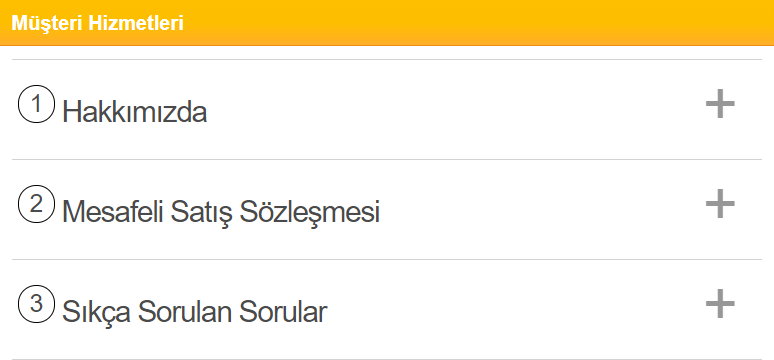 Müşteri Hizmetleri
1 Hakkımızda
2 Mesafeli Satış Sözleşmesi
3 Sıkça Sorulan Sorular